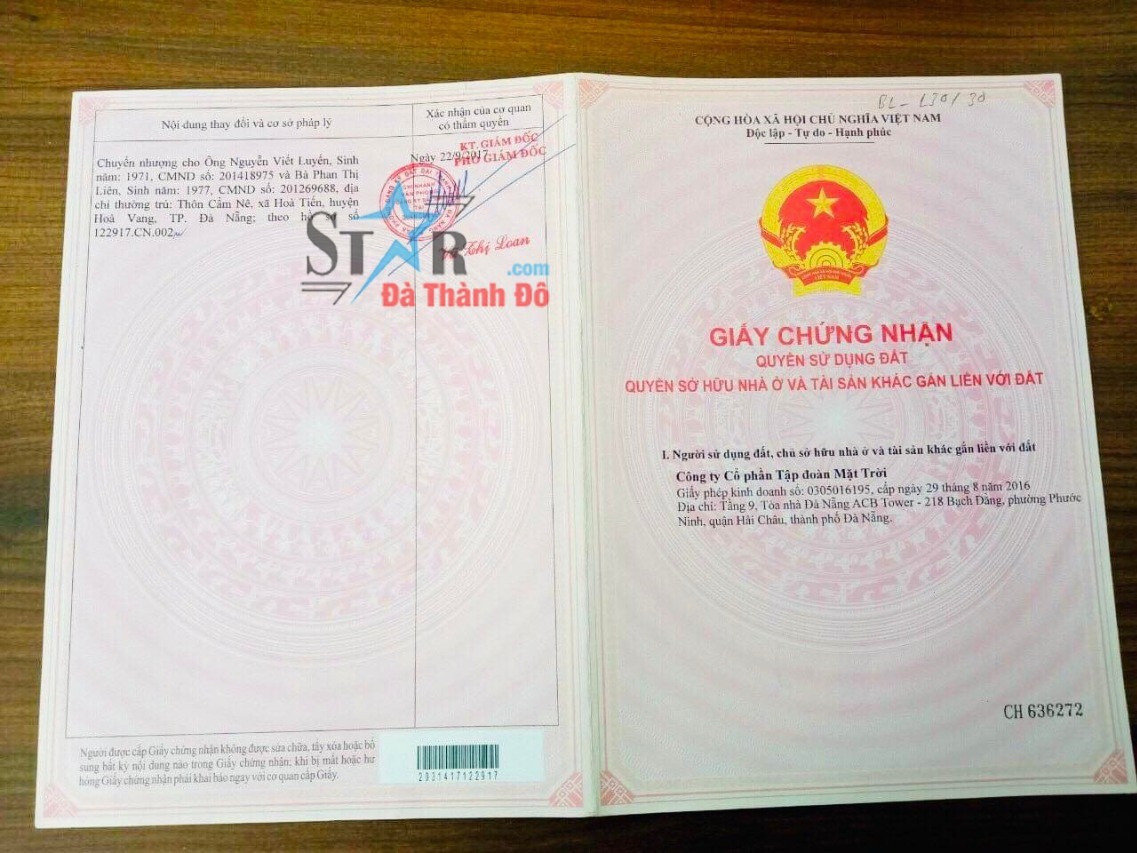 Nội dung thay đổi và cơ sở pháp lý
Xác nhận của cơ quan
có thẩm quyền
Chuyển nhượng cho Ông Nguyễn Viết Luyến, Sinh
năm: 1971, CMND số: 201418975 và Bà Phan Thị
Liên, Sinh năm: 1977, CMND số: 201269688, địa
chỉ thường trú: Thôn Cẩm Nê, xã Hoà Tiến, huyện
Hoà Vang, TP. Đà Nẵng; theo hồ số
122917.CN.002
Ngày 22/9/2017
KT. GIÁM ĐỐC
PHÓ GIÁM ĐỐC
Thị Loan
STAR
.com
Đà Thành Đô
Người được cấp Giấy chứng nhận không được sửa chữa, tẩy xóa hoặc bổ
sung bất kỳ nội dung nào trong Giấy chứng nhận; khi bị mất hoặc hư
hỏng Giấy chứng nhận phải khai báo ngay với cơ quan cấp Giấy.
2031417122917
BL - L30/30
CỘNG HÒA XÃ HỘI CHỦ NGHĨA VIỆT NAM
Độc lập - Tự do - Hạnh phúc
VIỆT NAM
GIẤY CHỨNG NHẬN
QUYỀN SỬ DỤNG ĐẤT
QUYỀN SỞ HỮU NHÀ Ở VÀ TÀI SẢN KHÁC GẮN LIỀN VỚI ĐẤT
I. Người sử dụng đất, chủ sở hữu nhà ở và tài sản khác gắn liền với đất
Công ty Cổ phần Tập đoàn Mặt Trời
Giấy phép kinh doanh số: 0305016195, cấp ngày 29 tháng 8 năm 2016
Địa chỉ: Tầng 9, Tòa nhà Đà Nẵng ACB Tower - 218 Bạch Đằng, phường Phước
Ninh, quận Hải Châu, thành phố Đà Nẵng.
CH 636272